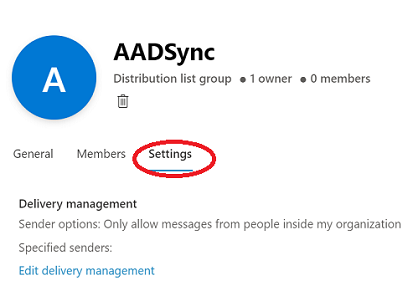 A
AADSync
Distribution list group ● 1 owner ● 0 members
General Members Settings
Delivery management
Sender options: Only allow messages from people inside my organization
Specified senders:
Edit delivery management